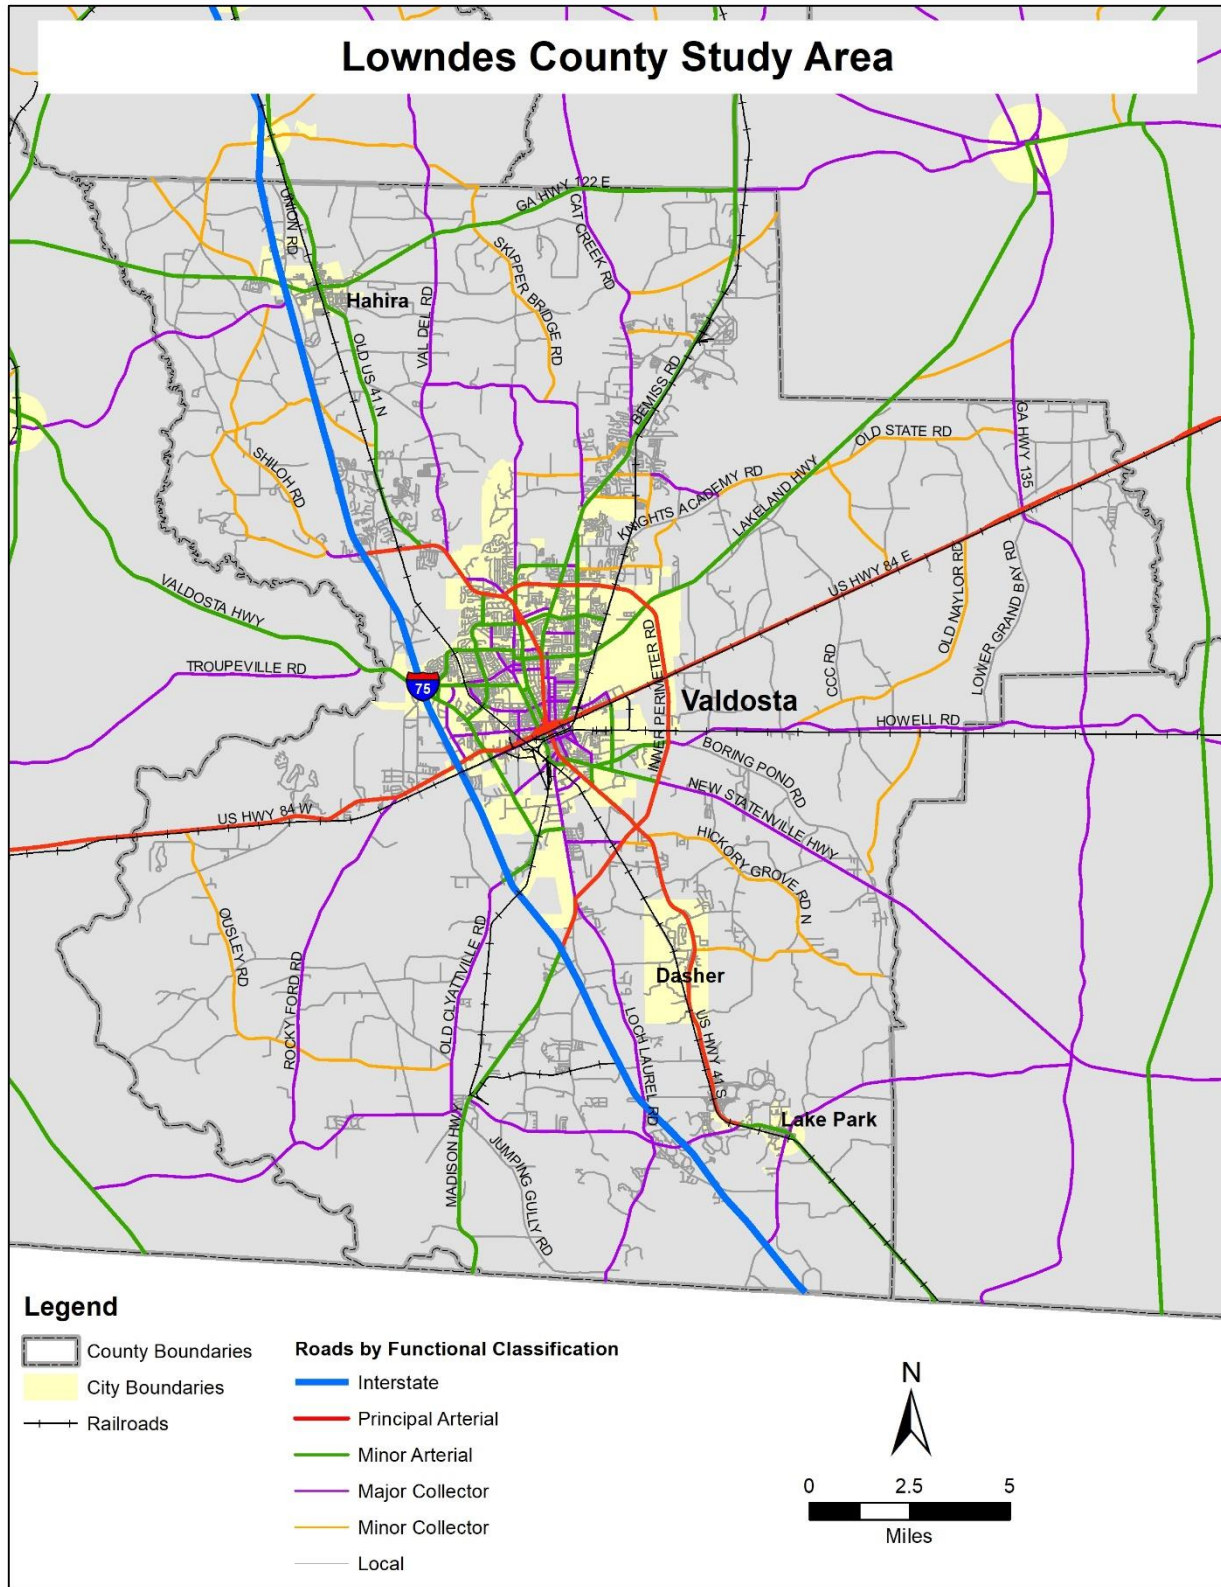 Lowndes County Study Area
UNION RD
GA HWY 122 E
CAT CREEK RD
SKIPPER BRIDGE RD
Hahira
VAL DEL RD
OLD US 41 N
BEMISS RD
GA HWY 135
OLD STATE RD
SHILOH RD
KNIGHTS ACADEMY RD
LAKELAND HWY
US HWY 84 E
OLD NAYLOR RD
LOWER GRAND BAY RD
VALDOSTA HWY
TROUPEVILLE RD
INNER PERIMETER RD
CCC RD
75
Valdosta
HOWELL RD
BORING POND RD
NEW STATENVILLE HWY
US HWY 84 W
HICKORY GROVE RD N
OUSLEY RD
ROCKY FORD RD
OLD CLYATTVILLE RD
Dasher
LOCH LAUREL RD
US HWY 41 S
Lake Park
MADISON HWY
JUMPING GULLY RD
Legend
County Boundaries
City Boundaries
Railroads
Roads by Functional Classification
Interstate
Principal Arterial
Minor Arterial
Major Collector
Minor Collector
Local
N
0 2.5 5
Miles